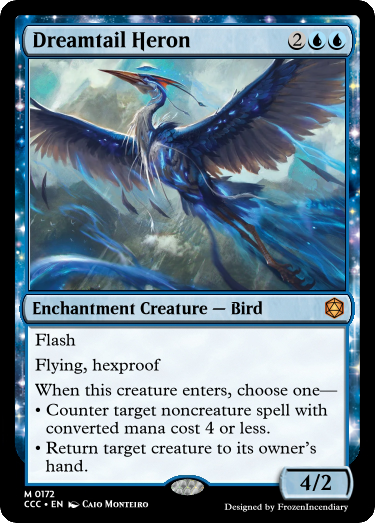 Dreamtail Heron 2
Enchantment Creature — Bird
Flash
Flying, hexproof
When this creature enters, choose one—
• Counter target noncreature spell with
converted mana cost 4 or less.
• Return target creature to its owner's
hand.
4/2
M 0172
CCC • EN Caio Monteiro
Designed by FrozenIncendiary